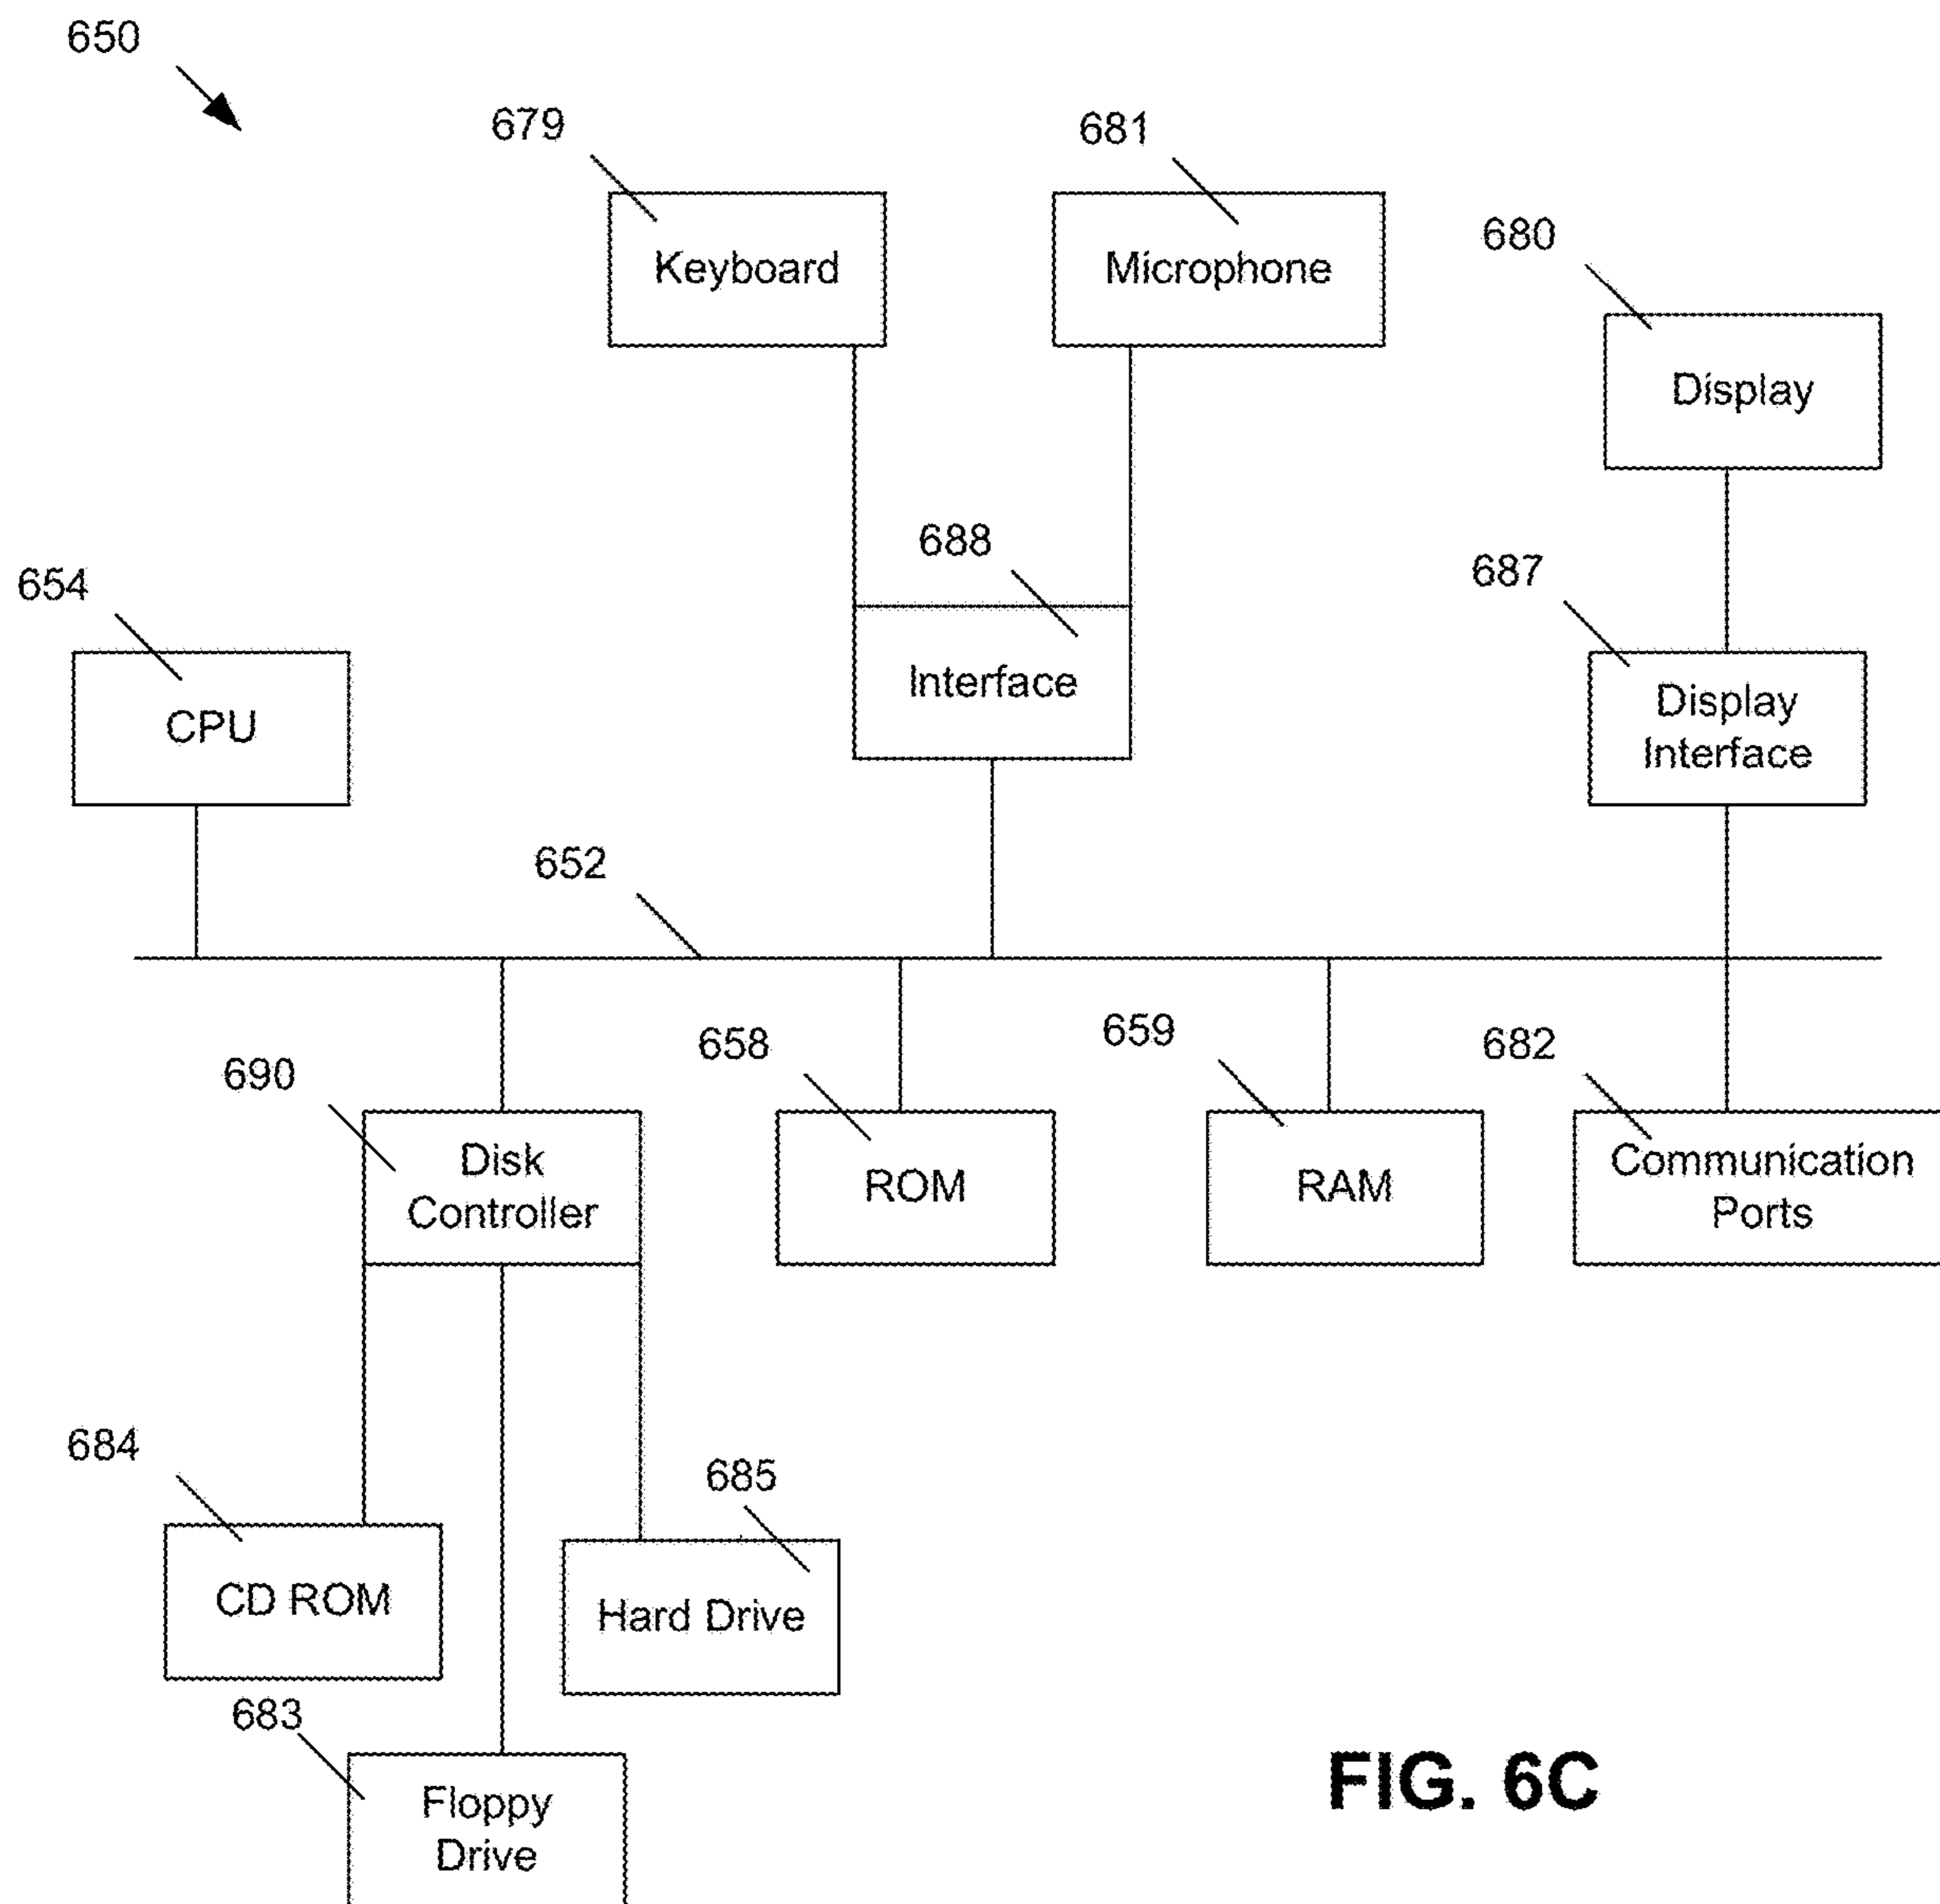 650
679
681
Keyboard
Microphone
680
Display
688
687
654
Interface
Display
Interface
CPU
652
690
658
659
682
Disk
Controller
ROM
RAM
Communication
Ports
684
685
CD ROM
Hard Drive
683
Floppy
Drive
FIG. 6C